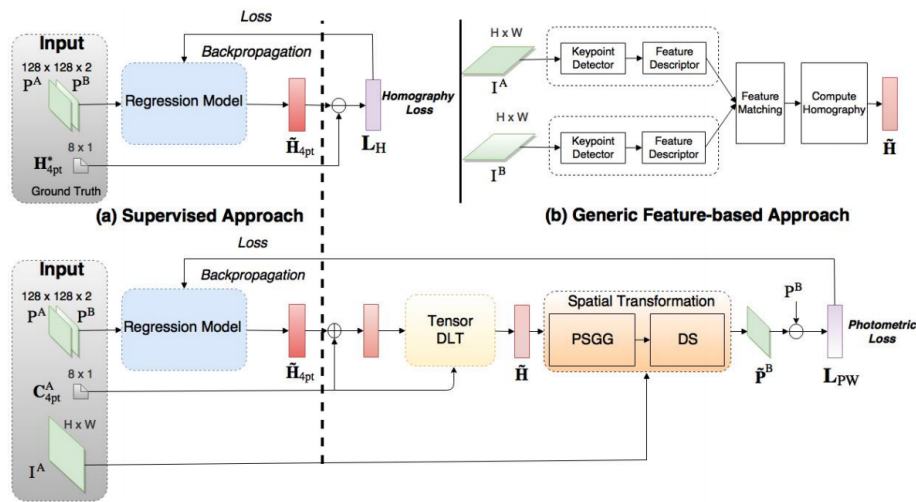 Input
128 x 128 x 2
P^A P^B
8 x 1
H*_4pt
Ground Truth
Loss
Backpropagation
Regression Model
H̃_4pt
L_H
Homography
Loss
(a) Supervised Approach
H x W
I^A
Keypoint
Detector
Feature
Descriptor
H x W
I^B
Keypoint
Detector
Feature
Descriptor
Feature
Matching
Compute
Homography
H̃
(b) Generic Feature-based Approach
Input
128 x 128 x 2
P^A P^B
8 x 1
C^A_4pt
H x W
I^A
Loss
Backpropagation
Regression Model
H̃_4pt
Tensor
DLT
H̃
Spatial Transformation
PSGG
DS
P̃^B
P^B
L_PW
Photometric
Loss